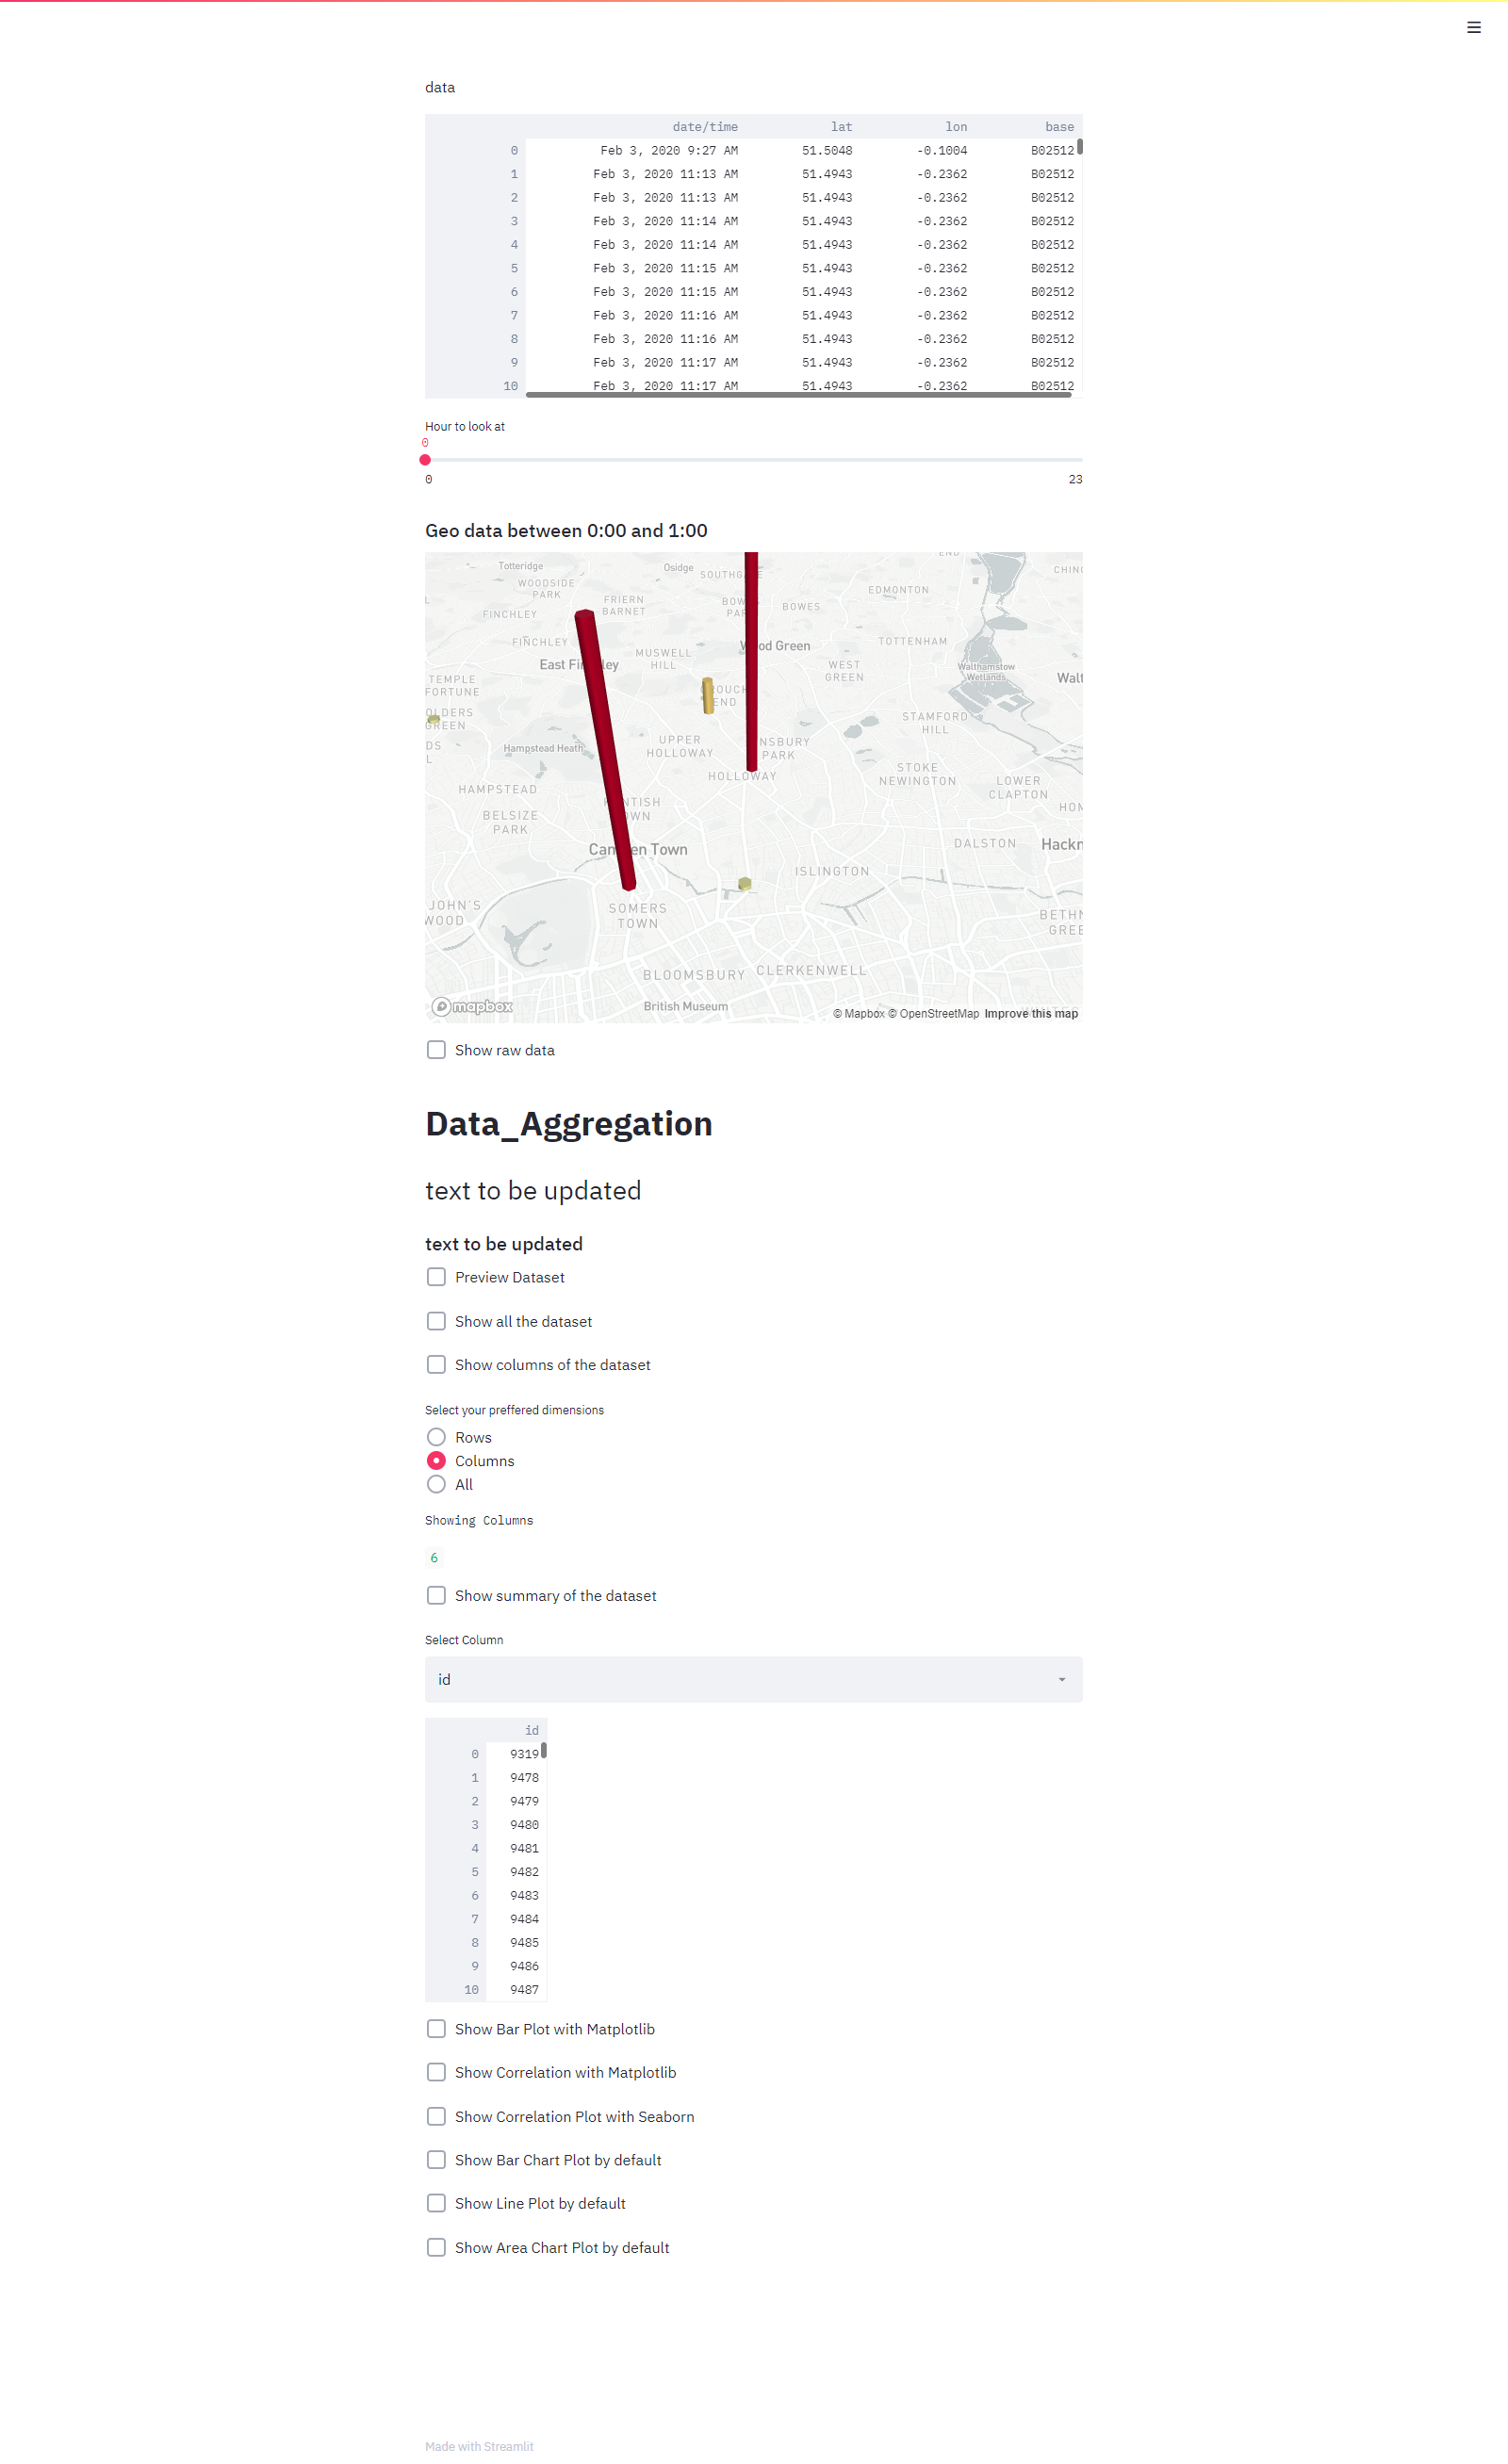 data
date/time lat lon base
0 Feb 3, 2020 9:27 AM 51.5048 -0.1004 B02512
1 Feb 3, 2020 11:13 AM 51.4943 -0.2362 B02512
2 Feb 3, 2020 11:13 AM 51.4943 -0.2362 B02512
3 Feb 3, 2020 11:14 AM 51.4943 -0.2362 B02512
4 Feb 3, 2020 11:14 AM 51.4943 -0.2362 B02512
5 Feb 3, 2020 11:15 AM 51.4943 -0.2362 B02512
6 Feb 3, 2020 11:15 AM 51.4943 -0.2362 B02512
7 Feb 3, 2020 11:16 AM 51.4943 -0.2362 B02512
8 Feb 3, 2020 11:16 AM 51.4943 -0.2362 B02512
9 Feb 3, 2020 11:17 AM 51.4943 -0.2362 B02512
10 Feb 3, 2020 11:17 AM 51.4943 -0.2362 B02512
Hour to look at
0
0 23
Geo data between 0:00 and 1:00
Totteridge
Osidge
WOODSIDE
PARK
EDMONTON
FINCHLEY
FRIERN
BARNET
BOWES
FINCHLEY
MUSWELL
HILL
TOTTENHAM
WEST
GREEN
Walthamstow
Wetlands
TEMPLE
FORTUNE
END
STAMFORD
HILL
GREEN
Hampstead Heath
UPPER
HOLLOWAY
PARK
HOLLOWAY
STOKE
NEWINGTON
LOWER
CLAPTON
HAMPSTEAD
BELSIZE
PARK
DALSTON
ISLINGTON
JOHN'S
WOOD
SOMERS
TOWN
BLOOMSBURY
CLERKENWELL
British Museum
mapbox
© Mapbox © OpenStreetMap Improve this map
Show raw data
Data_Aggregation
text to be updated
text to be updated
Preview Dataset
Show all the dataset
Show columns of the dataset
Select your preffered dimensions
Rows
Columns
All
Showing Columns
6
Show summary of the dataset
Select Column
id
id
0 9319
1 9478
2 9479
3 9480
4 9481
5 9482
6 9483
7 9484
8 9485
9 9486
10 9487
Show Bar Plot with Matplotlib
Show Correlation with Matplotlib
Show Correlation Plot with Seaborn
Show Bar Chart Plot by default
Show Line Plot by default
Show Area Chart Plot by default
Made with Streamlit